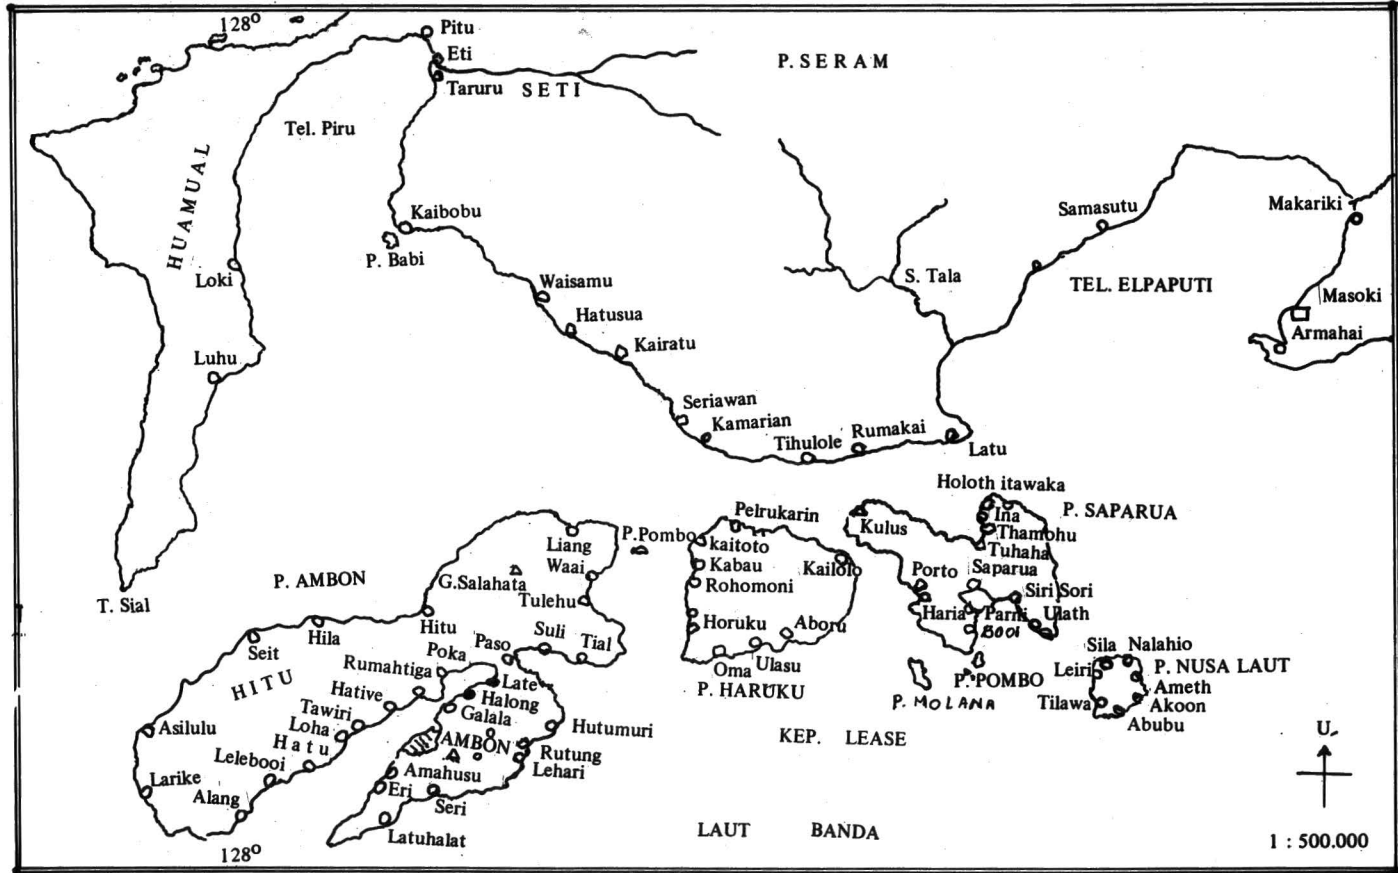 128°
Pitu
Eti
Taruru
SETI
P. SERAM
Tel. Piru
HUAMUAL
Kaibobu
P. Babi
Loki
Luhu
Waisamu
Hatusua
Kairatu
Seriawan
Kamarian
Tihulole
Rumakai
Latu
S. Tala
Samasutu
TEL. ELPAPUTI
Makariki
Masoki
Armahai
T. Sial
P. AMBON
Liang
Waai
G.Salahata
Tulehu
P.Pombo
Hitu
Hila
Seit
HITU
Paso
Suli
Tial
Poka
Rumahtiga
Late
Halong
Galala
Hative
Tawiri
Loha
Hatu
Lelebooi
Alang
Asilulu
Larike
AMBON
Hutumuri
Rutung
Lehari
Amahusu
Eri
Seri
Latuhalat
Pelrukarin
kaitoto
Kabau
Rohomoni
Kailolo
Horuku
Aboru
Oma
Ulasu
P. HARUKU
Holoth itawaka
Ina
P. SAPARUA
Thamohu
Tuhaha
Kulus
Porto
Saparua
Siri Sori
Haria
Parni
Ulath
BOOI
P. POMBO
P. MOLANA
Sila
Nalahio
Leiri
P. NUSA LAUT
Ameth
Tilawa
Akoon
Abubu
KEP. LEASE
LAUT BANDA
U
1 : 500.000
128°